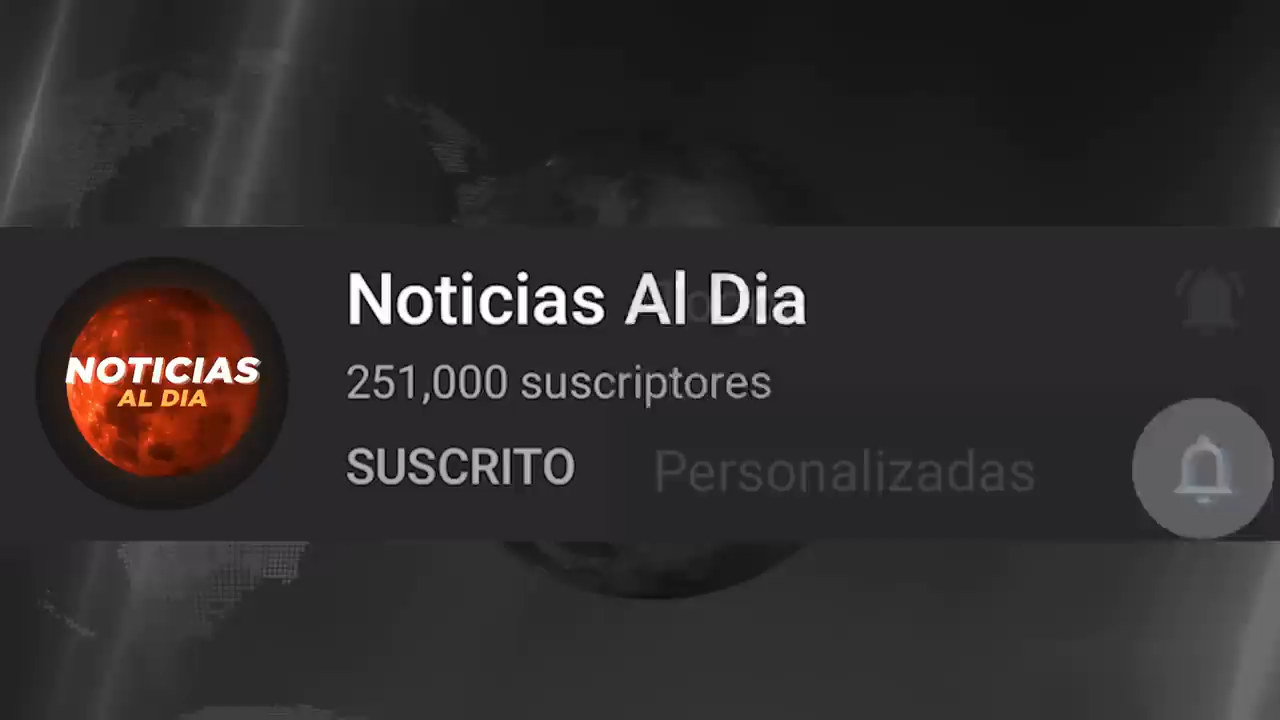 NOTICIAS
AL DIA
Noticias Al Dia
251,000 suscriptores
SUSCRITO
Personalizadas